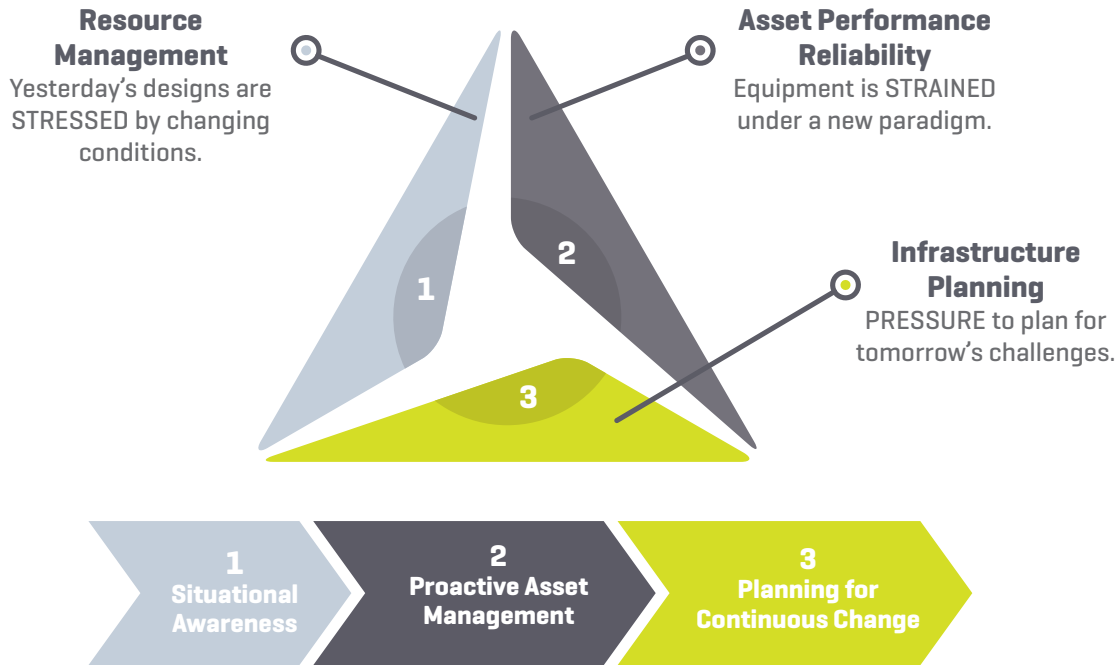 Resource
Management
Yesterday's designs are
STRESSED by changing
conditions.
Asset Performance
Reliability
Equipment is STRAINED
under a new paradigm.
Infrastructure
Planning
PRESSURE to plan for
tomorrow's challenges.
1
2
3
1
Situational
Awareness
2
Proactive Asset
Management
3
Planning for
Continuous Change